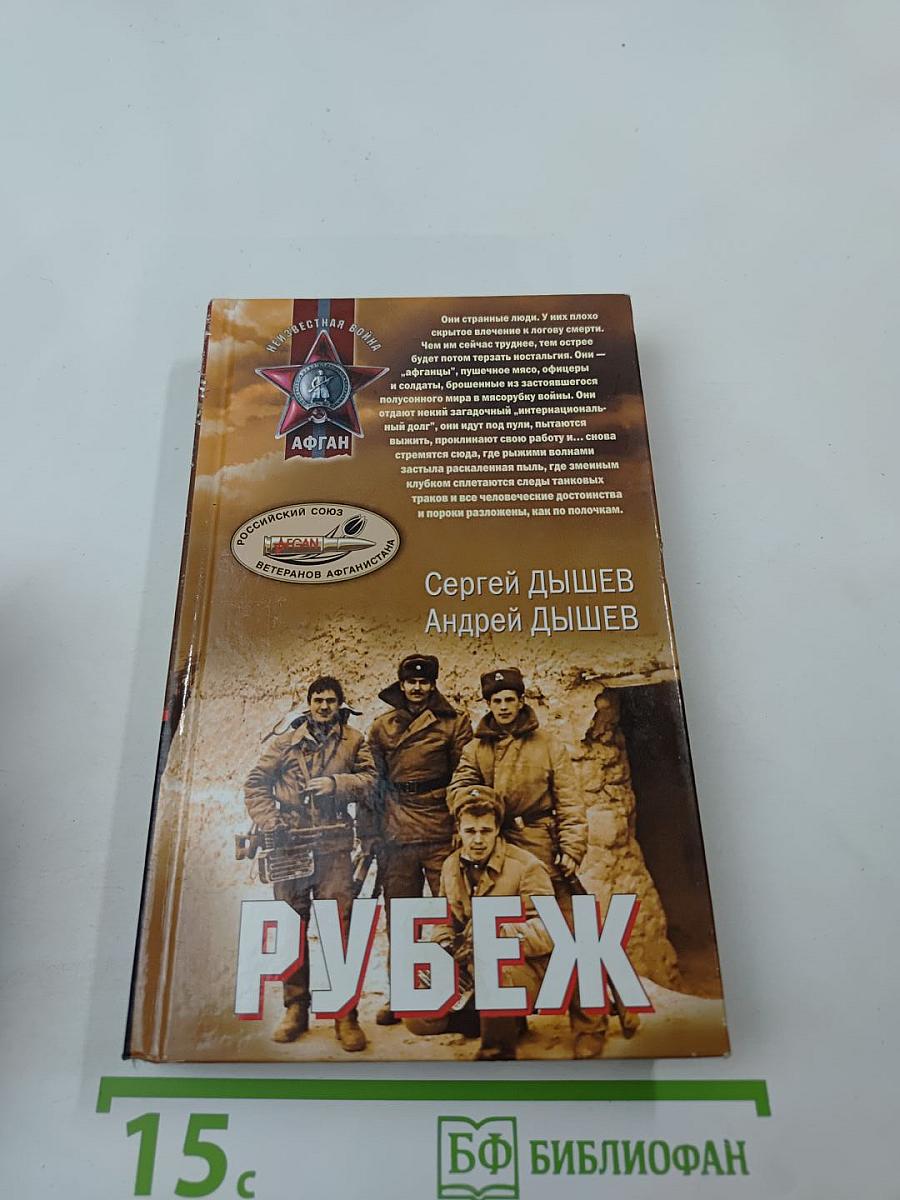 НЕИЗВЕСТНАЯ ВОЙНА
АФГАН
Они странные люди. У них плохо
скрытое влечение к логову смерти.
Чем им сейчас труднее, тем острее
будет потом терзать ностальгия. Они —
„афганцы", пушечное мясо, офицеры
и солдаты, брошенные из застоявшегося
полусонного мира в мясорубку войны. Они
отдают некий загадочный „интернациональ-
ный долг", они идут под пули, пытаются
выжить, проклинают свою работу и... снова
стремятся сюда, где рыжими волнами
застыла раскаленная пыль, где змеиным
клубком сплетаются следы танковых
траков и все человеческие достоинства
и пороки разложены, как по полочкам.
РОССИЙСКИЙ СОЮЗ
AFGAN
ВЕТЕРАНОВ АФГАНИСТАНА
Сергей ДЫШЕВ
Андрей ДЫШЕВ
РУБЕЖ
15 с
БФ БИБЛИОФАН